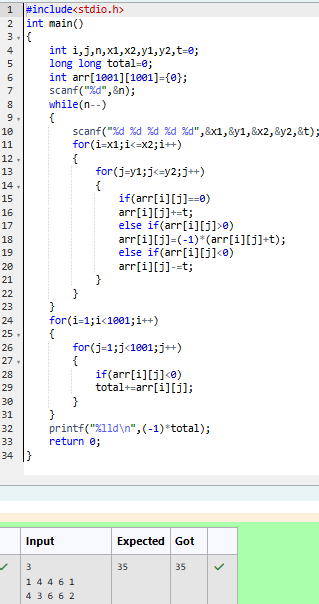 1 #include<stdio.h>
2 int main()
3 {
4 int i,j,n,x1,x2,y1,y2,t=0;
5 long long total=0;
6 int arr[1001][1001]={0};
7 scanf("%d",&n);
8 while(n--)
9 {
10 scanf("%d %d %d %d %d",&x1,&y1,&x2,&y2,&t);
11 for(i=x1;i<=x2;i++)
12 {
13 for(j=y1;j<=y2;j++)
14 {
15 if(arr[i][j]==0)
16 arr[i][j]+=t;
17 else if(arr[i][j]>0)
18 arr[i][j]=(-1)*(arr[i][j]+t);
19 else if(arr[i][j]<0)
20 arr[i][j]-=t;
21 }
22 }
23 }
24 for(i=1;i<1001;i++)
25 {
26 for(j=1;j<1001;j++)
27 {
28 if(arr[i][j]<0)
29 total+=arr[i][j];
30 }
31 }
32 printf("%lld\n",(-1)*total);
33 return 0;
34 }
Input Expected Got
3 35 35
1 4 4 6 1
4 3 6 6 2